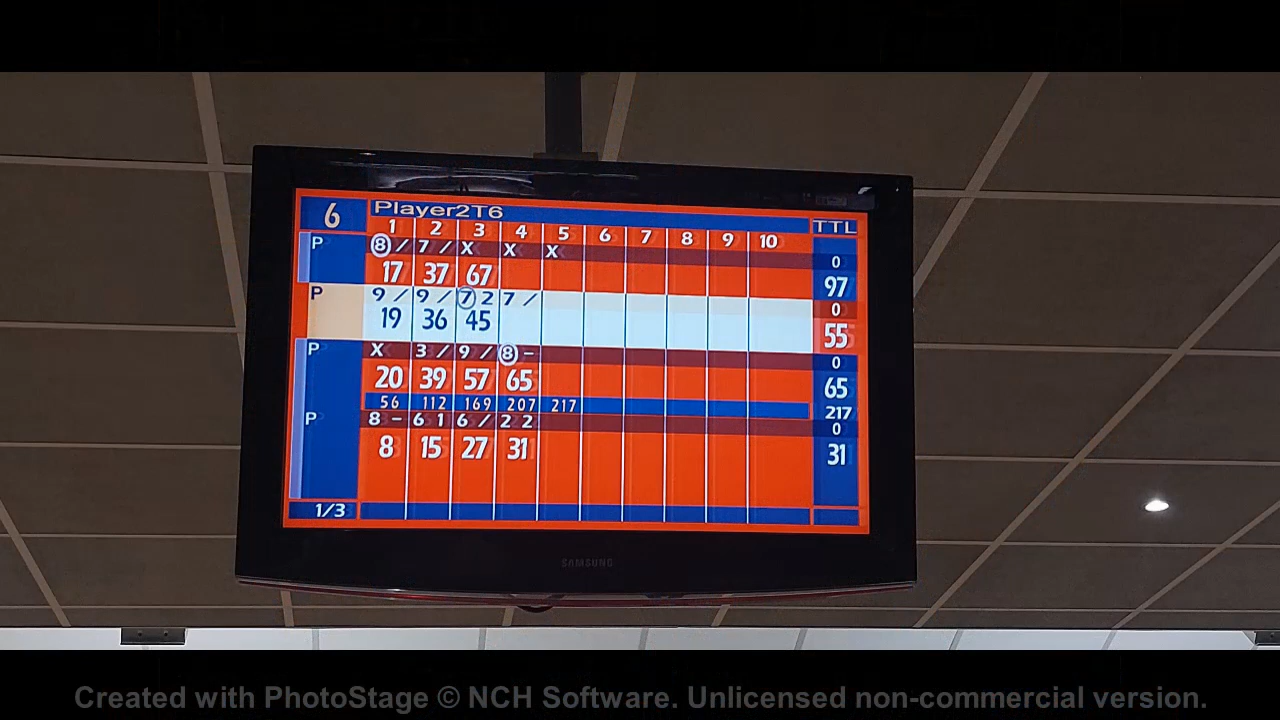 6 Player2T6 TTL
1 2 3 4 5 6 7 8 9 10
P 8 / 7 / X X X 0
17 37 67 97
P 9 / 9 / 7 2 7 / 0
19 36 45 55
P X 3 / 9 / 8 - 0
20 39 57 65 65
56 112 169 207 217 217
P 8 - 6 1 6 / 2 2 0
8 15 27 31 31
1/3
SAMSUNG
Created with PhotoStage © NCH Software. Unlicensed non-commercial version.